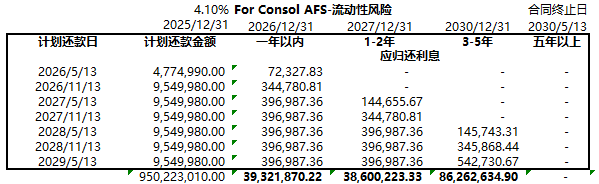 4.10% For Consol AFS-流动性风险 合同终止日
2025/12/31 2026/12/31 2027/12/31 2030/12/31 2030/5/13
计划还款日 计划还款金额 一年以内 1-2年 3-5年 五年以上
应归还利息
2026/5/13 4,774,990.00 72,327.83 - - -
2026/11/13 9,549,980.00 344,780.81 - - -
2027/5/13 9,549,980.00 396,987.36 144,655.67 - -
2027/11/13 9,549,980.00 396,987.36 344,780.81 - -
2028/5/13 9,549,980.00 396,987.36 396,987.36 145,743.31 -
2028/11/13 9,549,980.00 396,987.36 396,987.36 345,868.44 -
2029/5/13 9,549,980.00 396,987.36 396,987.36 542,730.67 -
950,223,010.00 39,321,870.22 38,600,223.33 86,262,634.90 -